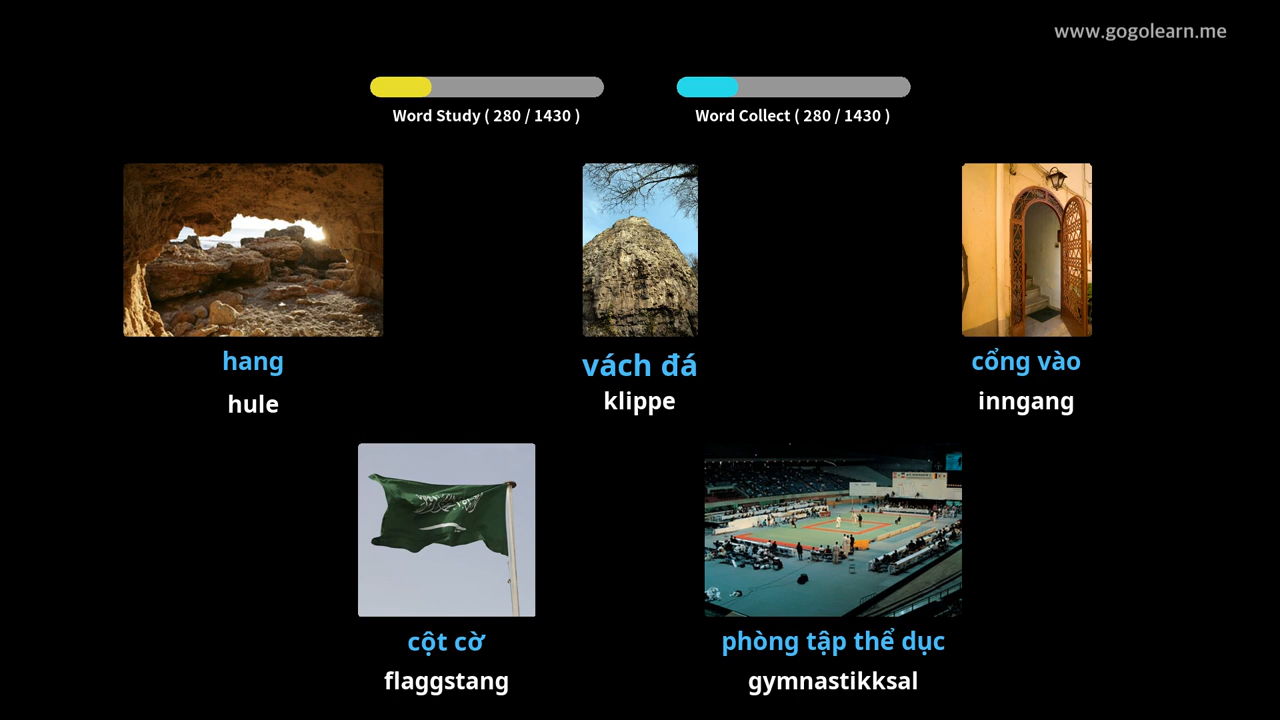 www.gogolearn.me
Word Study ( 280 / 1430 )
Word Collect ( 280 / 1430 )
hang
hule
vách đá
klippe
cổng vào
inngang
cột cờ
flaggstang
phòng tập thể dục
gymnastikksal